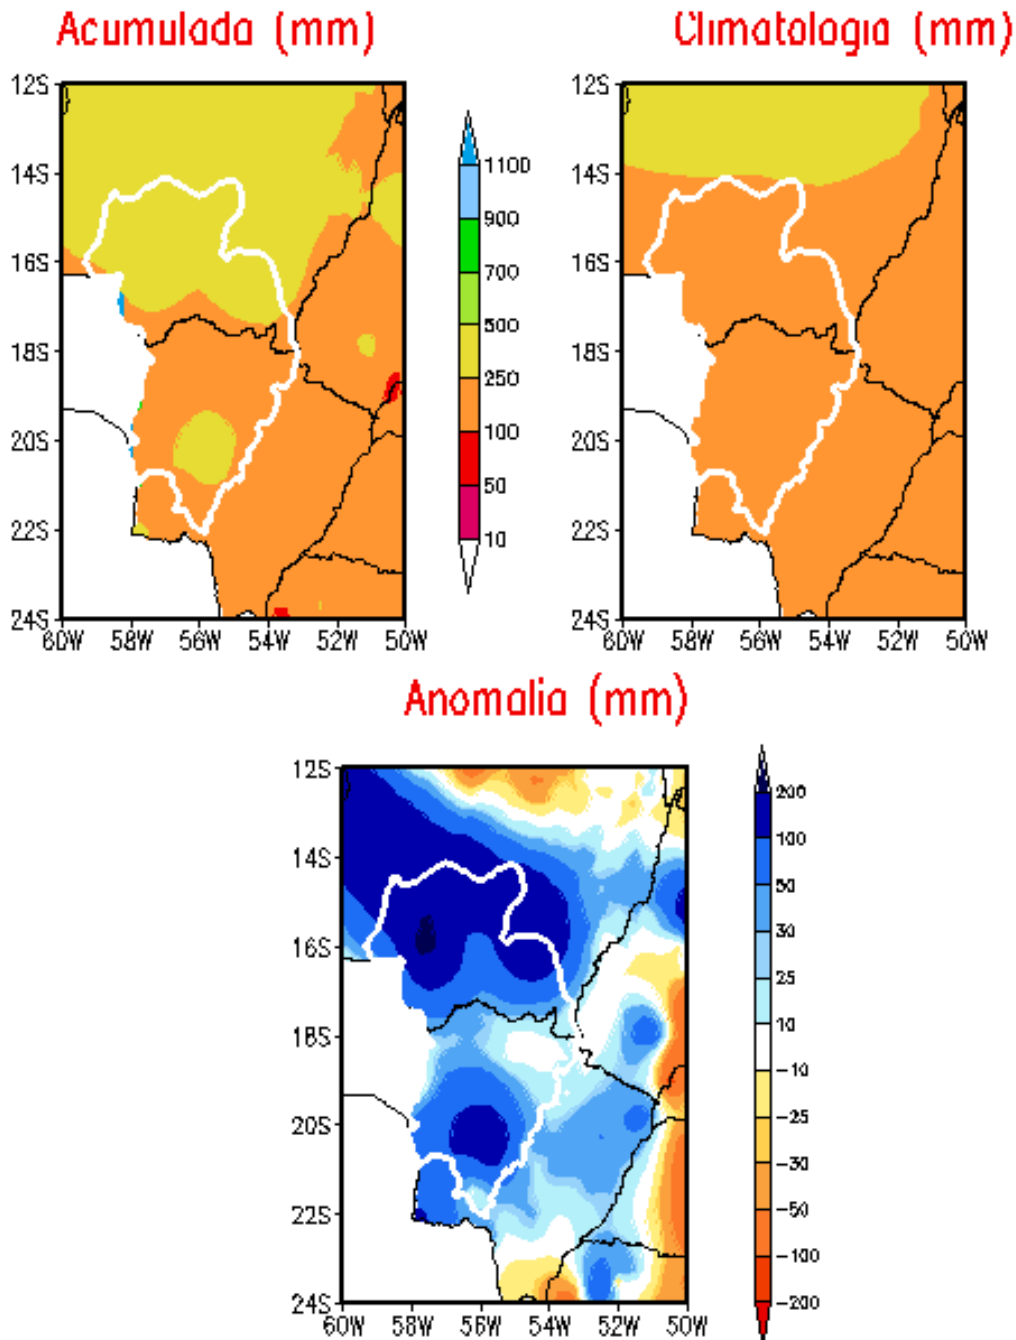 Acumulada (mm)
Climatologia (mm)
12S
14S
16S
18S
20S
22S
24S
60W 58W 56W 54W 52W 50W
1100
900
700
500
250
100
50
10
12S
14S
16S
18S
20S
22S
24S
60W 58W 56W 54W 52W 50W
Anomalia (mm)
12S
14S
16S
18S
20S
22S
24S
60W 58W 56W 54W 52W 50W
200
100
50
30
25
10
-10
-25
-30
-50
-100
-200